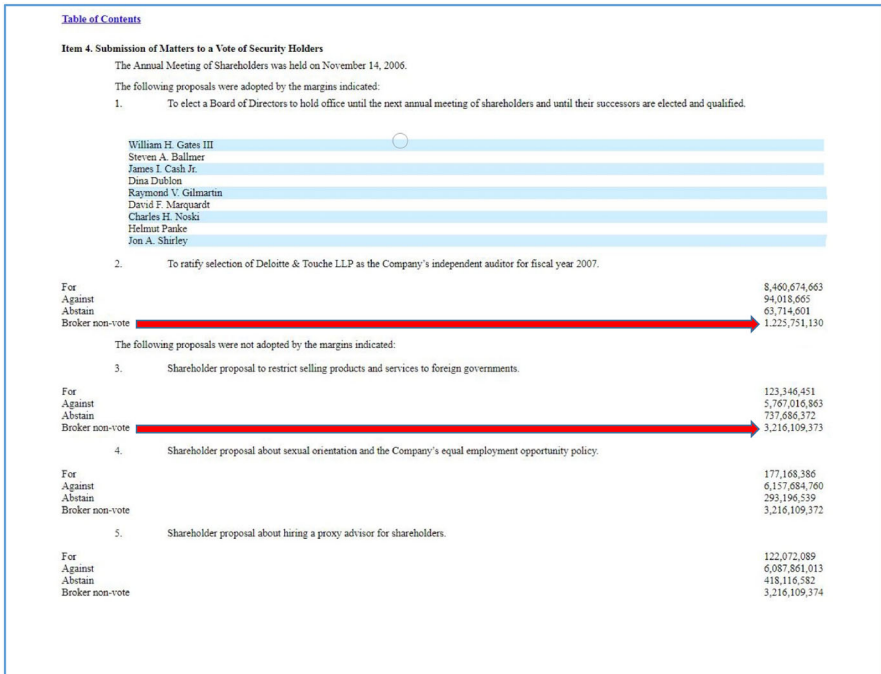 Table of Contents
Item 4. Submission of Matters to a Vote of Security Holders
The Annual Meeting of Shareholders was held on November 14, 2006.
The following proposals were adopted by the margins indicated:
1. To elect a Board of Directors to hold office until the next annual meeting of shareholders and until their successors are elected and qualified.
William H. Gates III
Steven A. Ballmer
James I. Cash Jr.
Dina Dublon
Raymond V. Gilmartin
David F. Marquardt
Charles H. Noski
Helmut Panke
Jon A. Shirley
2. To ratify selection of Deloitte & Touche LLP as the Company's independent auditor for fiscal year 2007.
For 8,460,674,663
Against 94,018,665
Abstain 63,714,601
Broker non-vote 1.225,751,130
The following proposals were not adopted by the margins indicated:
3. Shareholder proposal to restrict selling products and services to foreign governments.
For 123,346,451
Against 5,767,016,863
Abstain 737,686,372
Broker non-vote 3,216,109,373
4. Shareholder proposal about sexual orientation and the Company's equal employment opportunity policy.
For 177,168,386
Against 6,157,684,760
Abstain 293,196,539
Broker non-vote 3,216,109,372
5. Shareholder proposal about hiring a proxy advisor for shareholders.
For 122,072,089
Against 6,087,861,013
Abstain 418,116,582
Broker non-vote 3,216,109,374